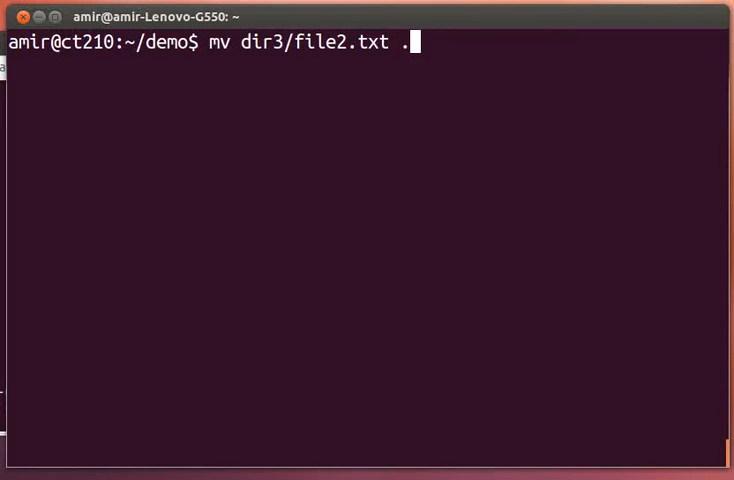 amir@amir-Lenovo-G550: ~
amir@ct210:~/demo$ mv dir3/file2.txt .